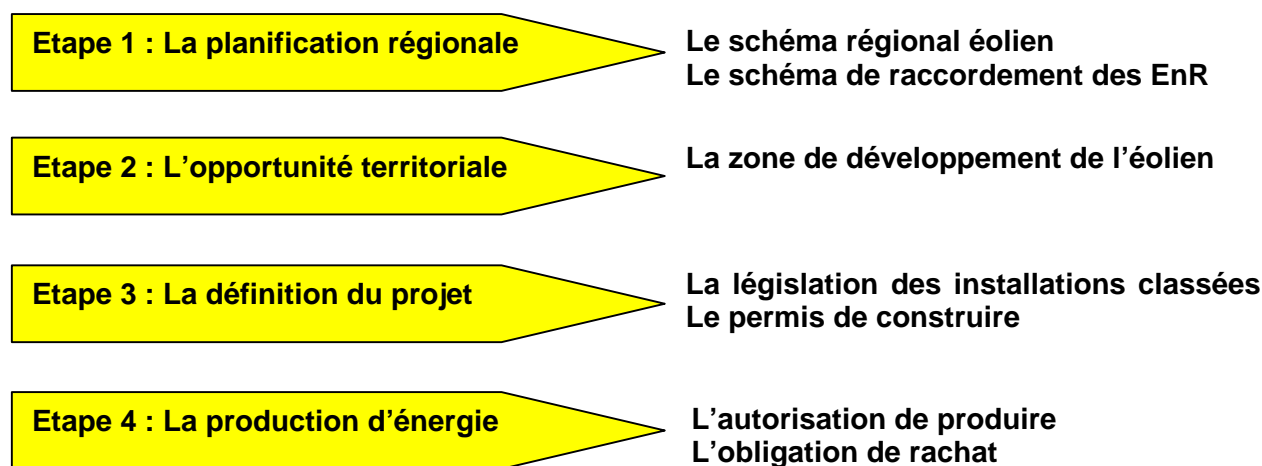 Etape 1 : La planification régionale
Le schéma régional éolien
Le schéma de raccordement des EnR
Etape 2 : L’opportunité territoriale
La zone de développement de l’éolien
Etape 3 : La définition du projet
La législation des installations classées
Le permis de construire
Etape 4 : La production d’énergie
L’autorisation de produire
L’obligation de rachat